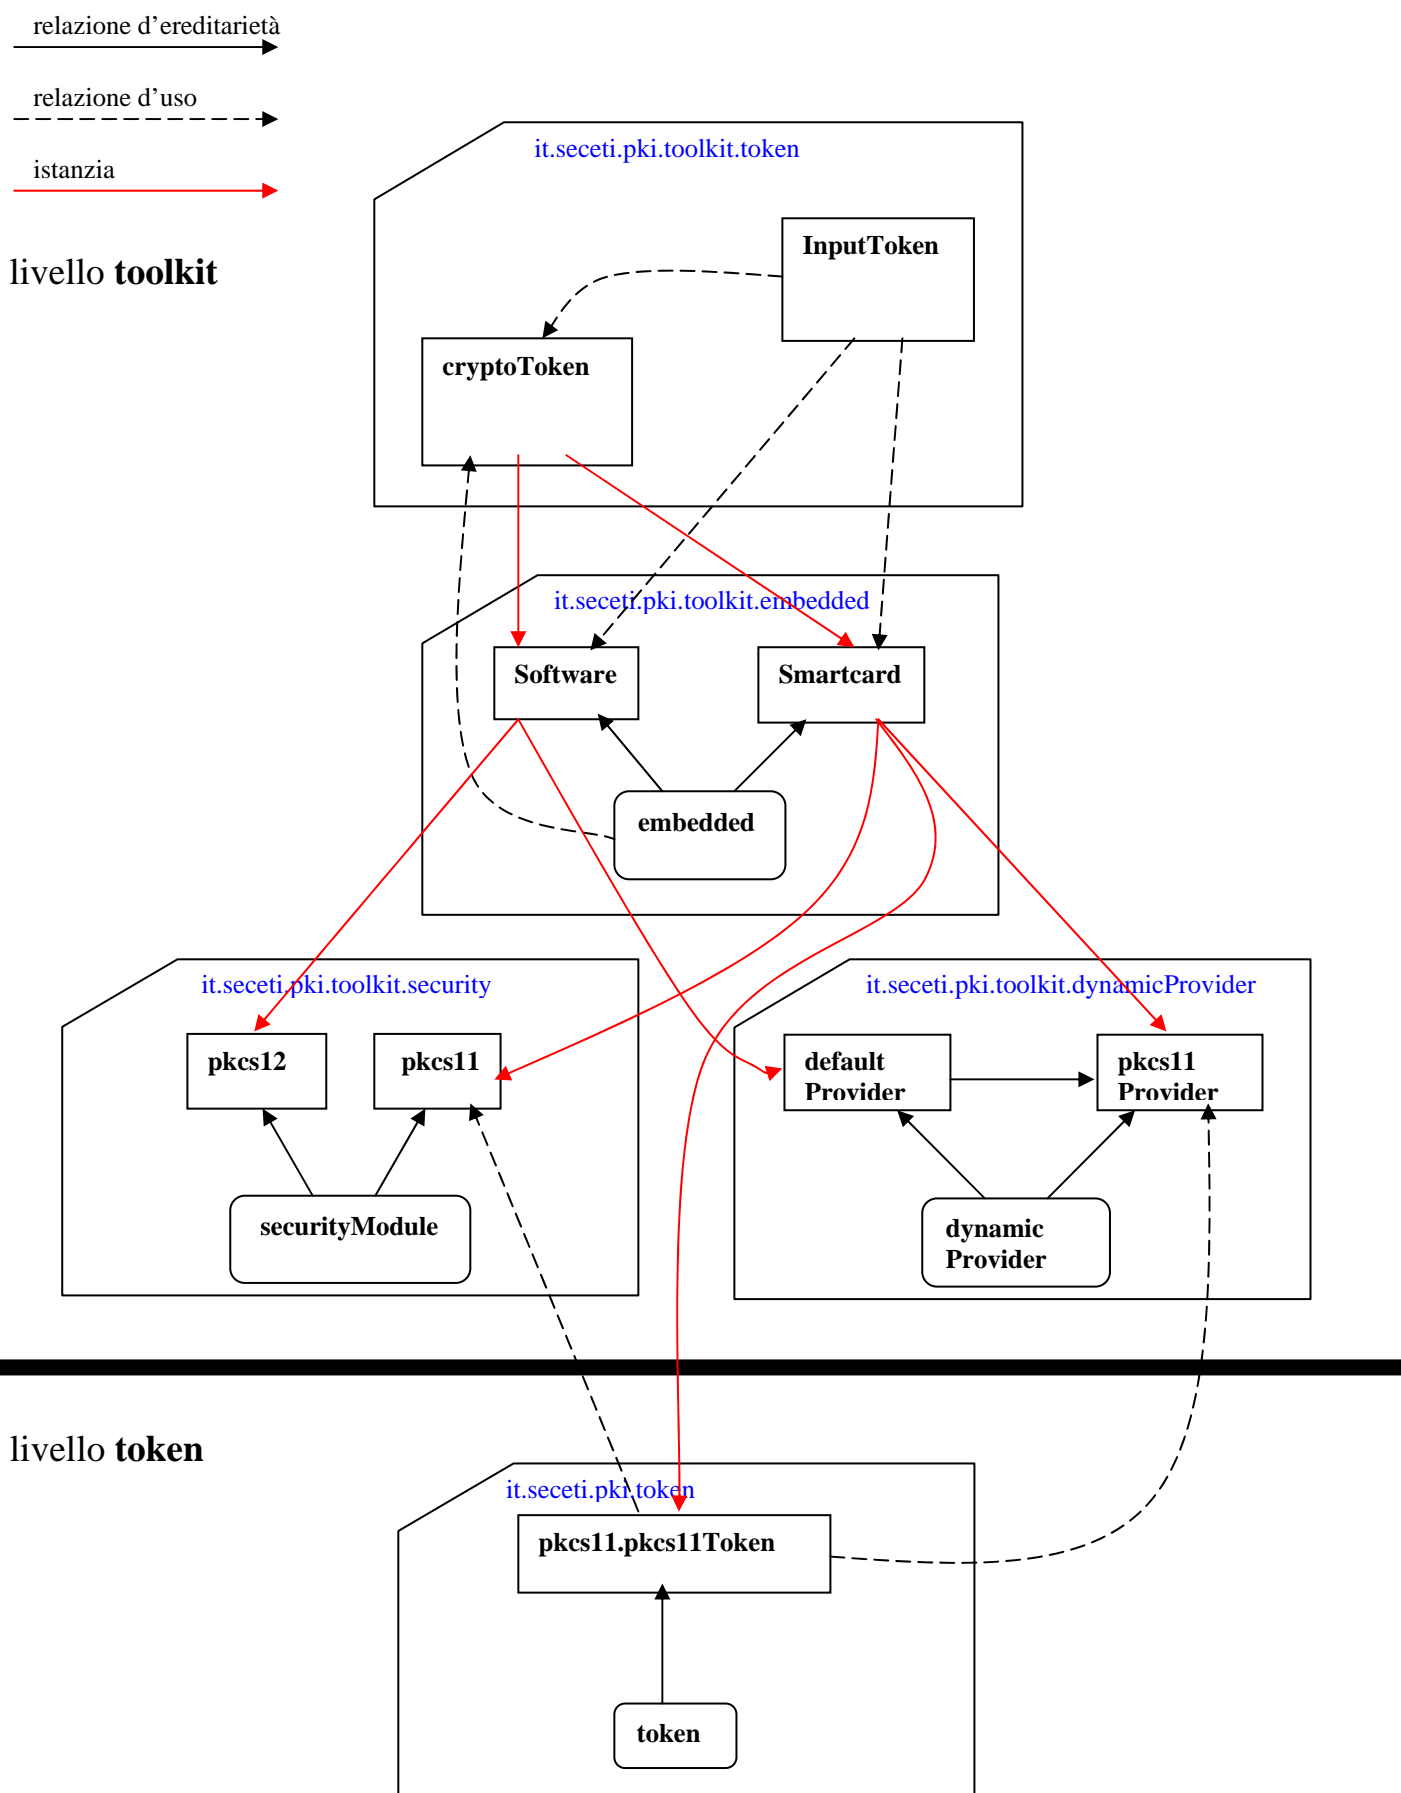 relazione d’ereditarietà
relazione d’uso
istanzia
it.seceti.pki.toolkit.token
InputToken
livello toolkit
cryptoToken
it.seceti.pki.toolkit.embedded
Software
Smartcard
embedded
it.seceti.pki.toolkit.security
it.seceti.pki.toolkit.dynamicProvider
pkcs12
pkcs11
default
Provider
pkcs11
Provider
securityModule
dynamic
Provider
livello token
it.seceti.pki.token
pkcs11.pkcs11Token
token